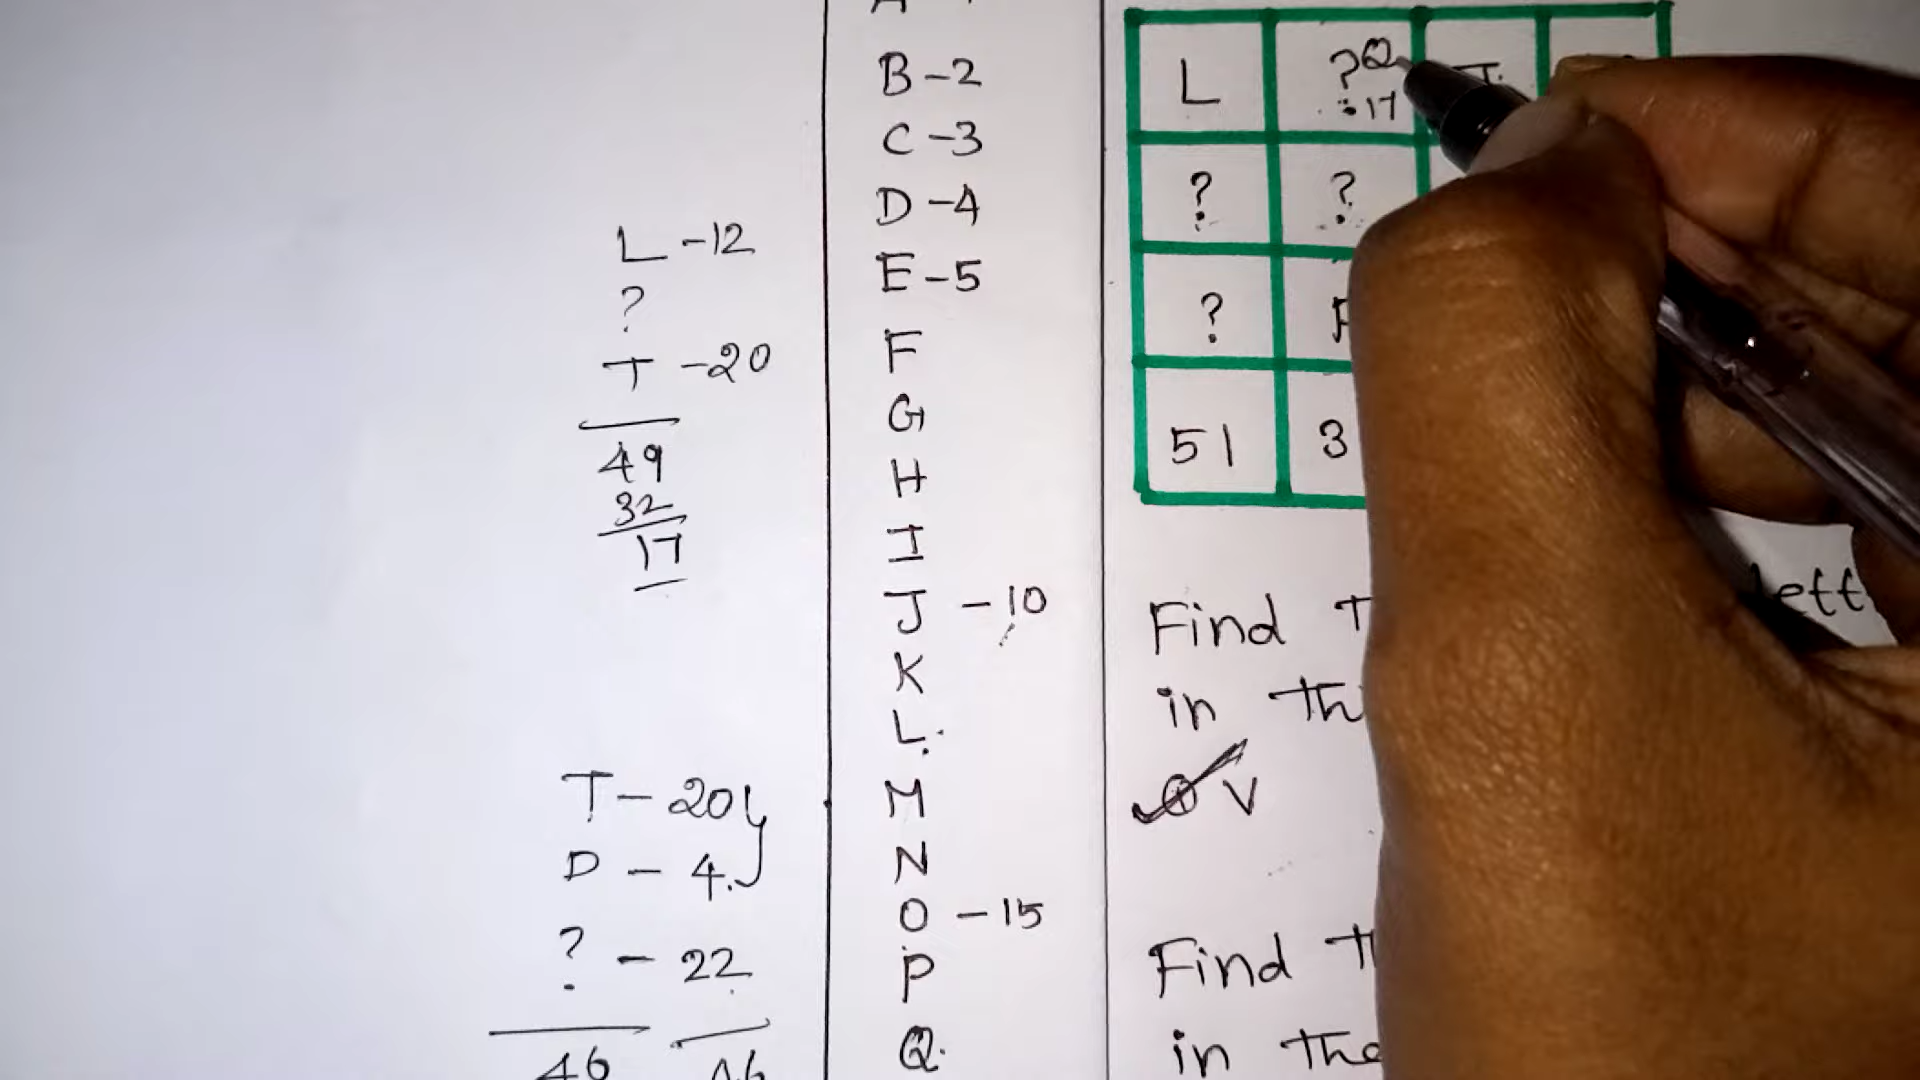 L -12
?
T -20
49
32
17
T - 20
D - 4.
? - 22
46
B -2
C -3
D -4
E -5
F
G
H
I
J - 10
K
L
M
N
O - 15
P
Q
L ? Q T
17
? ?
?
51 3
Find
in
V
Find
in the